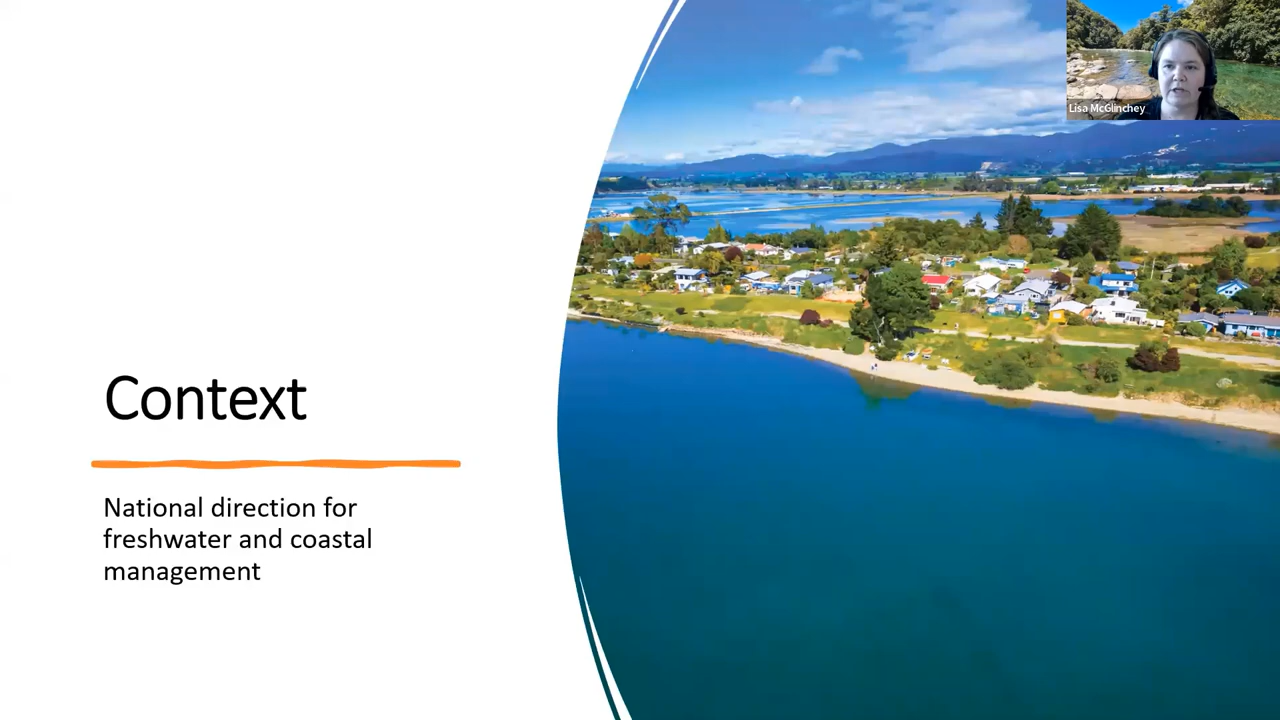 Lisa McGlinchey
Context
National direction for
freshwater and coastal
management